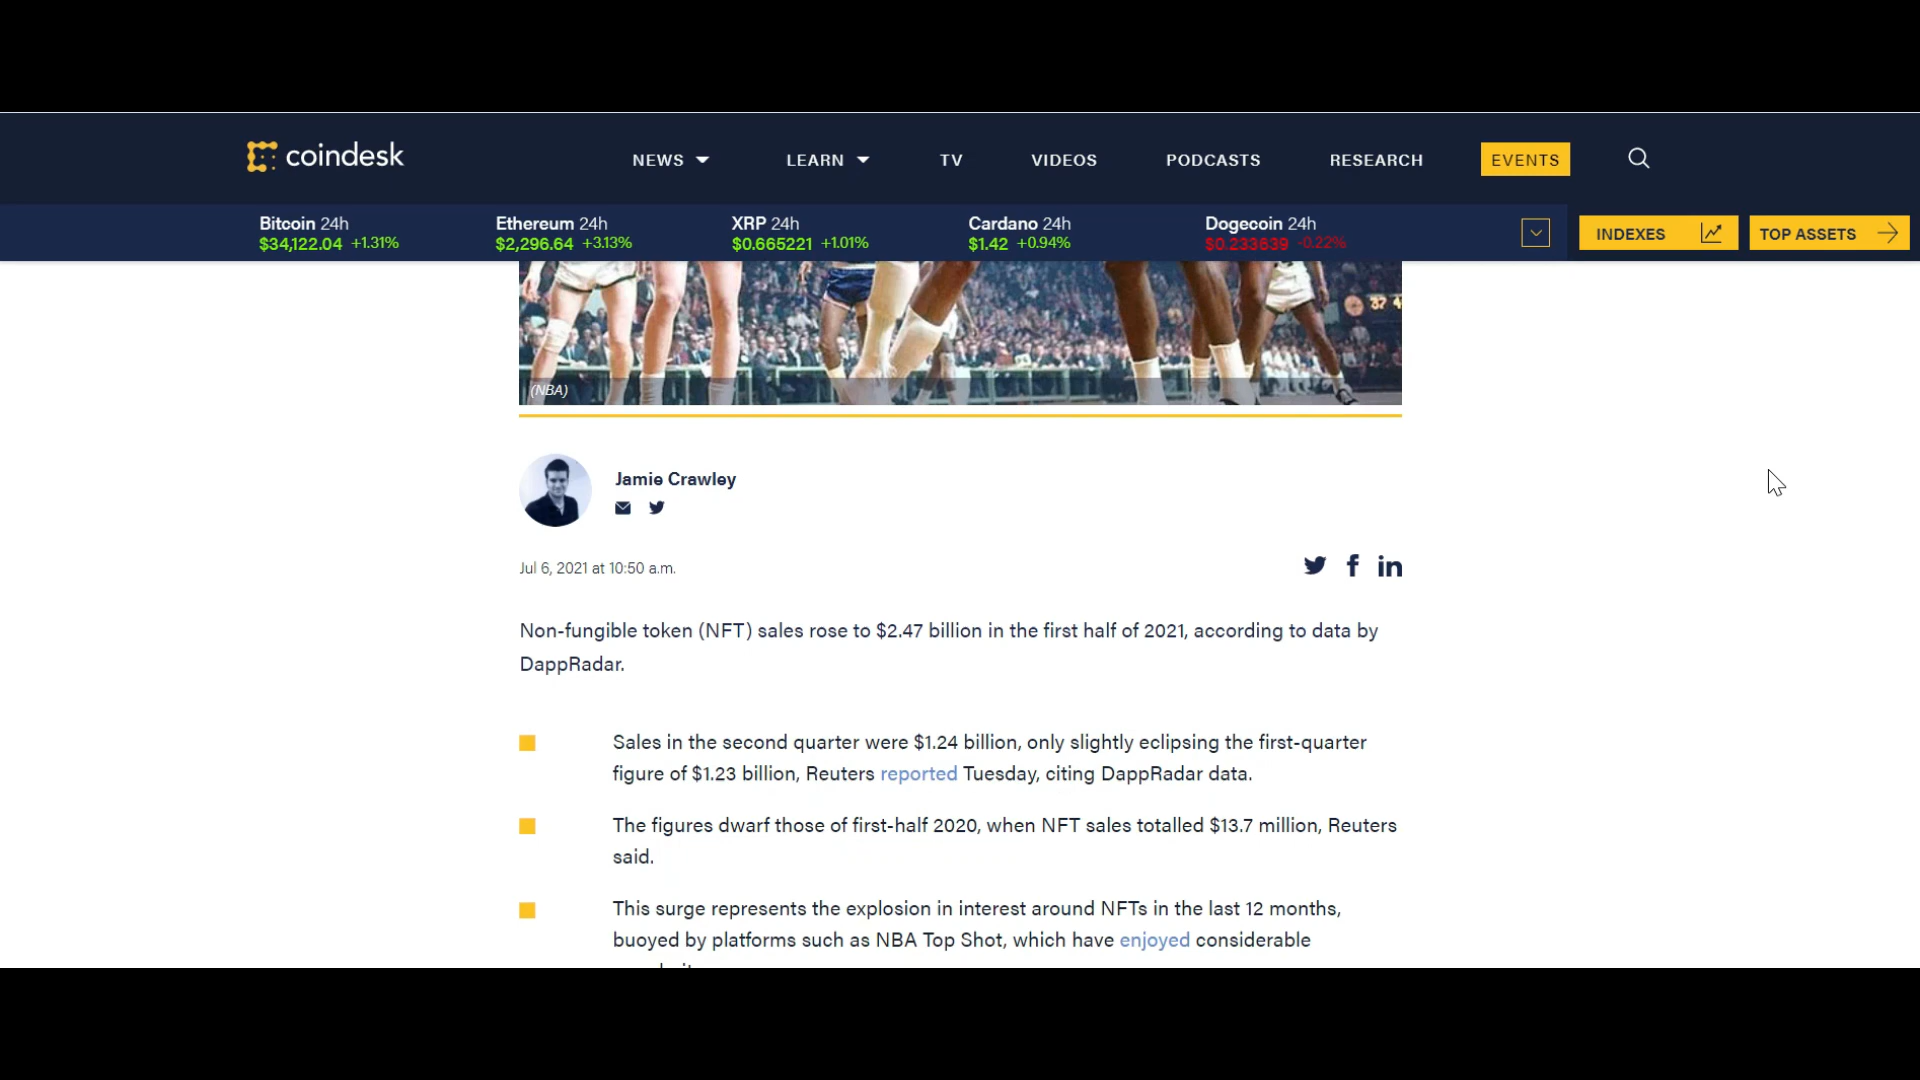 coindesk
NEWS LEARN TV VIDEOS PODCASTS RESEARCH EVENTS
Bitcoin 24h Ethereum 24h XRP 24h Cardano 24h Dogecoin 24h
$34,122.04 +1.31% $2,296.64 +3.13% $0.665221 +1.01% $1.42 +0.94% $0.233639 -0.22%
INDEXES TOP ASSETS
37 4
(NBA)
Jamie Crawley
Jul 6, 2021 at 10:50 a.m.
Non-fungible token (NFT) sales rose to $2.47 billion in the first half of 2021, according to data by
DappRadar.
Sales in the second quarter were $1.24 billion, only slightly eclipsing the first-quarter
figure of $1.23 billion, Reuters reported Tuesday, citing DappRadar data.
The figures dwarf those of first-half 2020, when NFT sales totalled $13.7 million, Reuters
said.
This surge represents the explosion in interest around NFTs in the last 12 months,
buoyed by platforms such as NBA Top Shot, which have enjoyed considerable